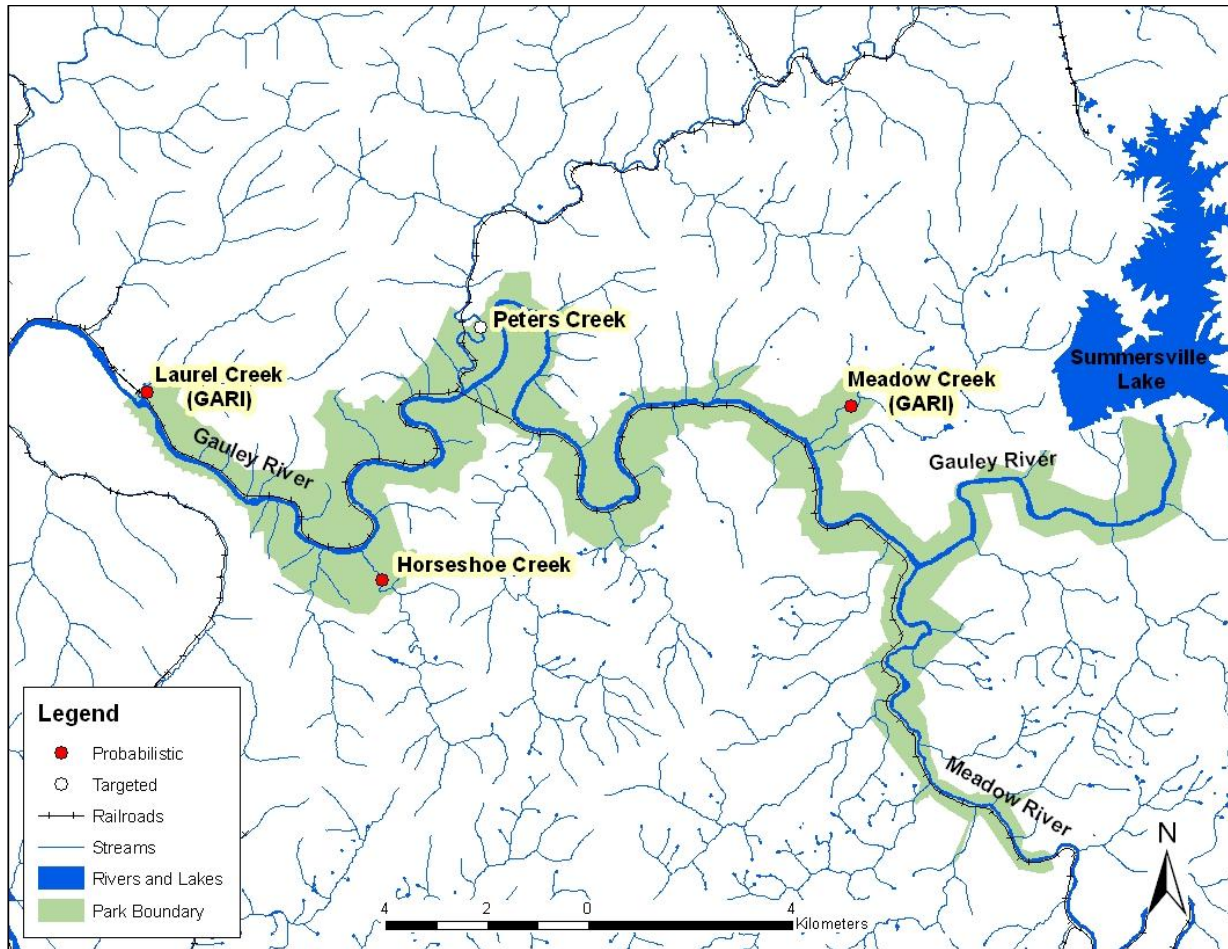 Peters Creek
Laurel Creek
(GARI)
Summersville
Lake
Meadow Creek
(GARI)
Gauley River
Gauley River
Horseshoe Creek
Meadow River
Legend
Probabilistic
Targeted
Railroads
Streams
Rivers and Lakes
Park Boundary
N
4 2 0 4
Kilometers